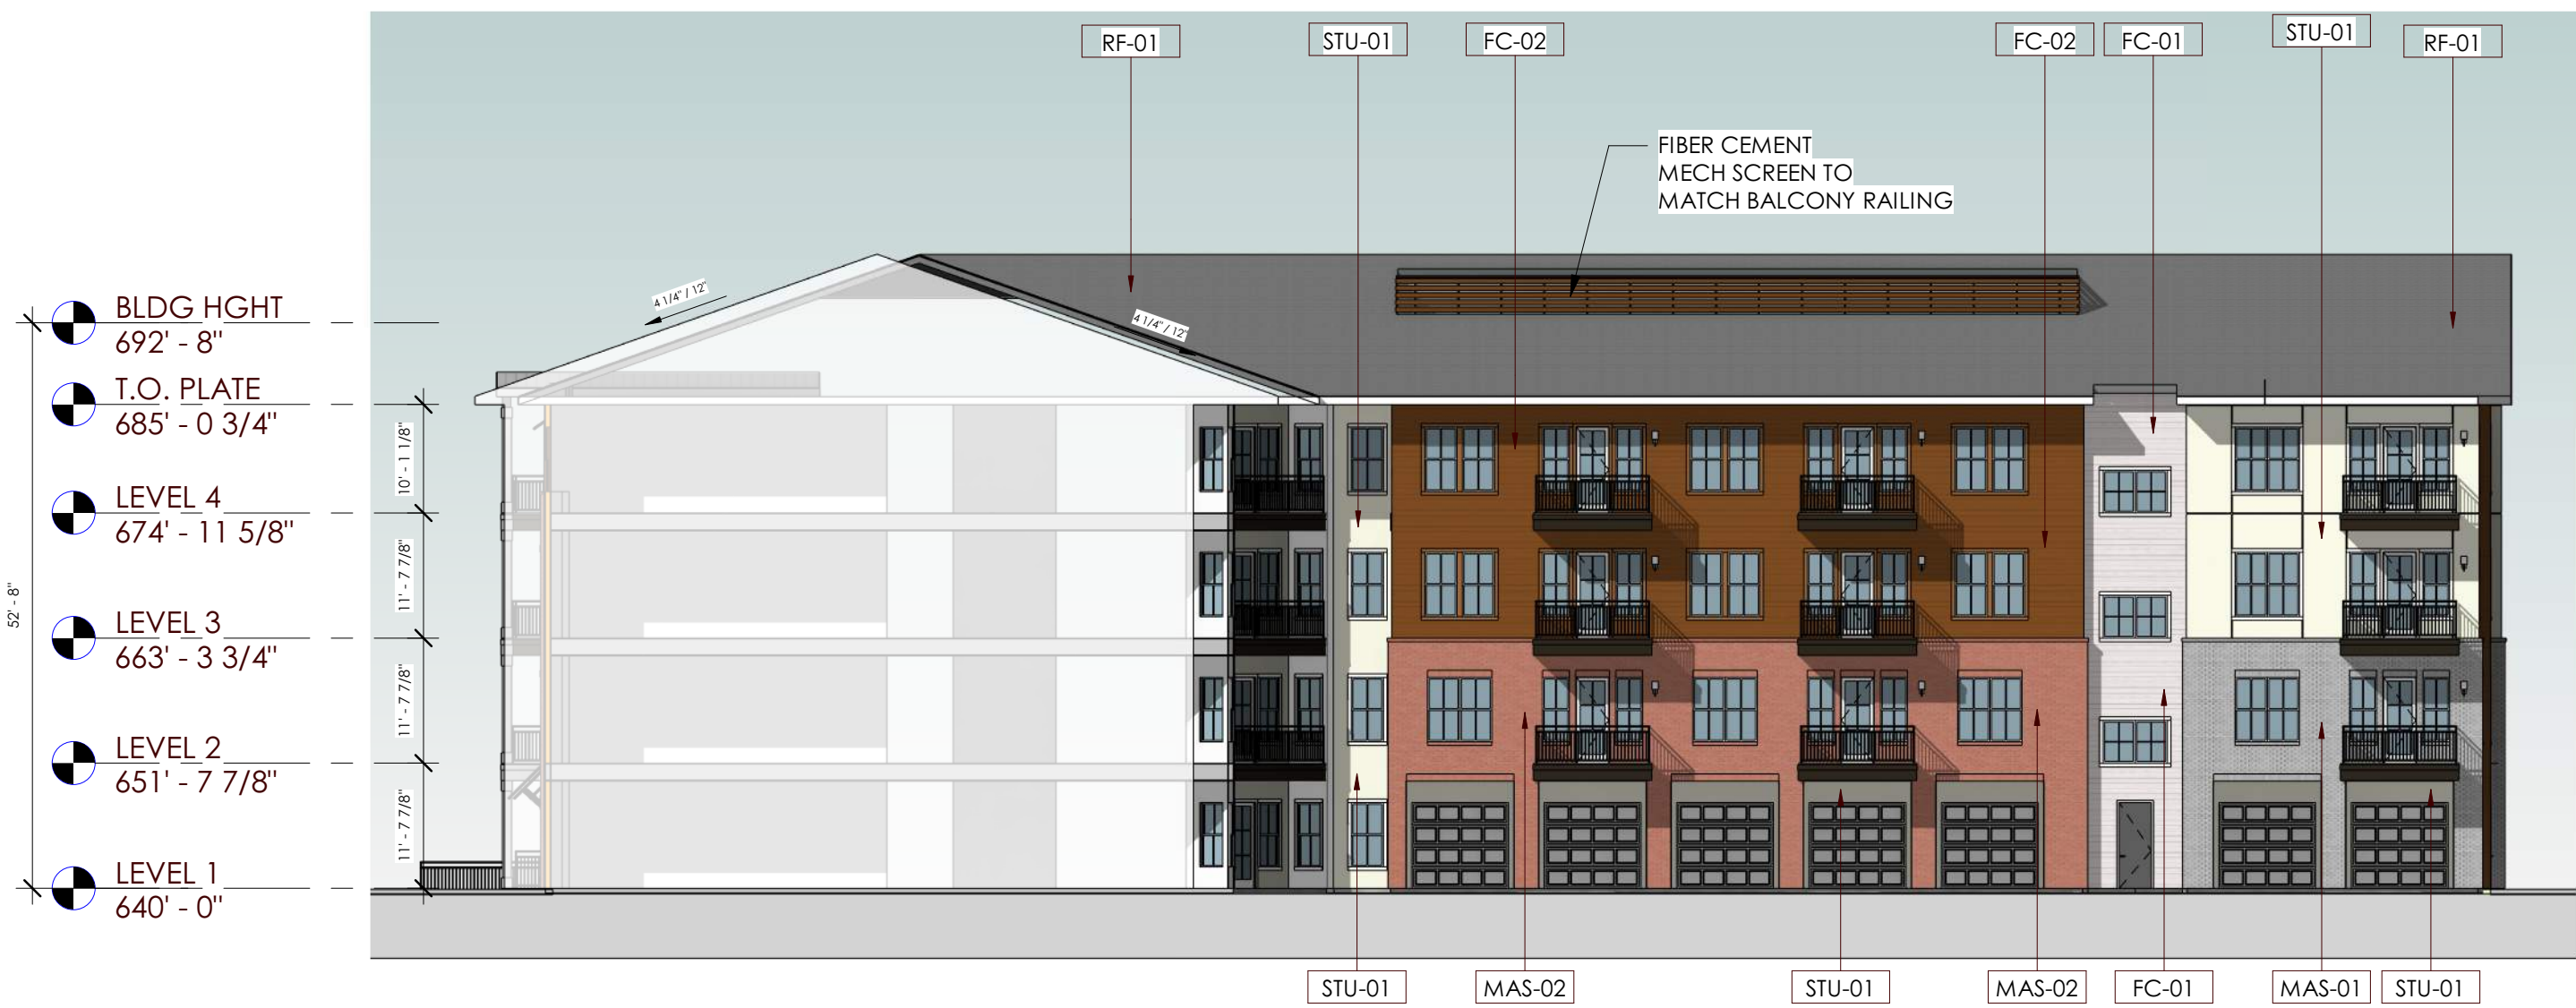 RF-01
STU-01
FC-02
FC-02
FC-01
STU-01
RF-01
FIBER CEMENT
MECH SCREEN TO
MATCH BALCONY RAILING
4 1/4" / 12"
4 1/4" / 12"
BLDG HGHT
692' - 8"
T.O. PLATE
685' - 0 3/4"
10' - 1 1/8"
LEVEL 4
674' - 11 5/8"
11' - 7 7/8"
52' - 8"
LEVEL 3
663' - 3 3/4"
11' - 7 7/8"
LEVEL 2
651' - 7 7/8"
11' - 7 7/8"
LEVEL 1
640' - 0"
STU-01
MAS-02
STU-01
MAS-02
FC-01
MAS-01
STU-01